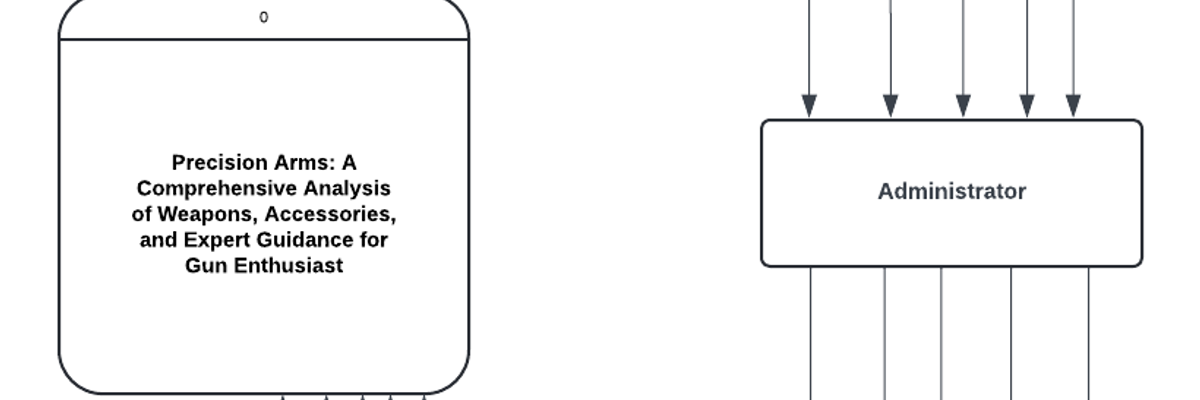 0
Precision Arms: A
Comprehensive Analysis
of Weapons, Accessories,
and Expert Guidance for
Gun Enthusiast
Administrator